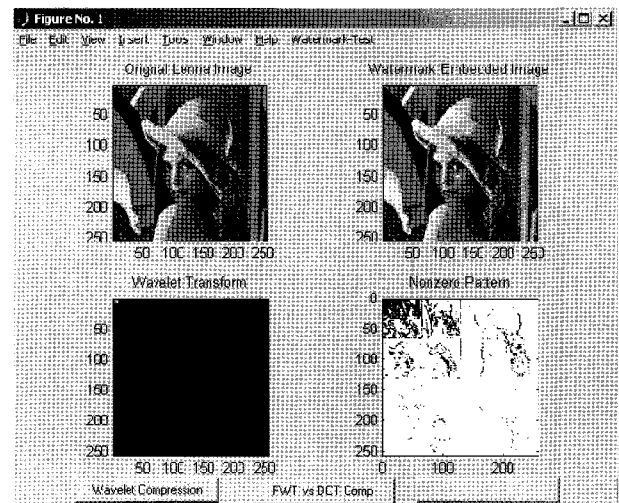 Figure No. 1
File Edit View Insert Tools Window Help Watermark-Test
Orignal Lenna Image
Watermark Embedded Image
50
100
150
200
250
50 100 150 200 250
50
100
150
200
250
50 100 150 200 250
Wavelet Transform
Nonzero Pattern
50
100
150
200
250
50 100 150 200 250
0
50
100
150
200
250
0 100 200
Wavelet Compression
FWT vs DCT Comp